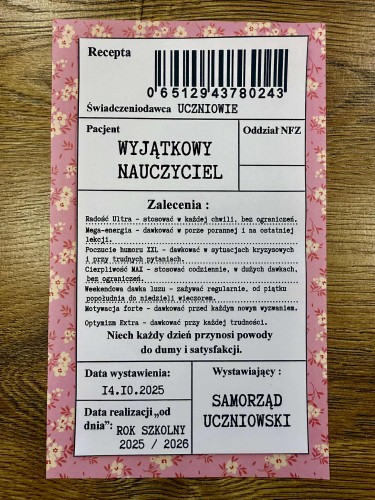 Recepta
0 65129 43780243
Świadczeniodawca UCZNIOWIE
Pacjent
Oddział NFZ
WYJĄTKOWY
NAUCZYCIEL
Zalecenia :
Radość Ultra - stosować w każdej chwili, bez ograniczeń.
Mega-energia - dawkować w porze porannej i na ostatniej
lekcji.
Poczucie humoru XXL - dawkować w sytuacjach kryzysowych
i przy trudnych pytaniach.
Cierpliwość MAX - stosować codziennie, w dużych dawkach,
bez ograniczeń.
Weekendowa dawka luzu - zażywać regularnie, od piątku
popołudnia do niedzieli wieczorem.
Motywacja forte - dawkować przed każdym nowym wyzwaniem.
Optymizm Extra - dawkować przy każdej trudności.
Niech każdy dzień przynosi powody
do dumy i satysfakcji.
Data wystawienia:
14.10.2025
Data realizacji „od
dnia”: ROK SZKOLNY
2025 / 2026
Wystawiający :
SAMORZĄD
UCZNIOWSKI